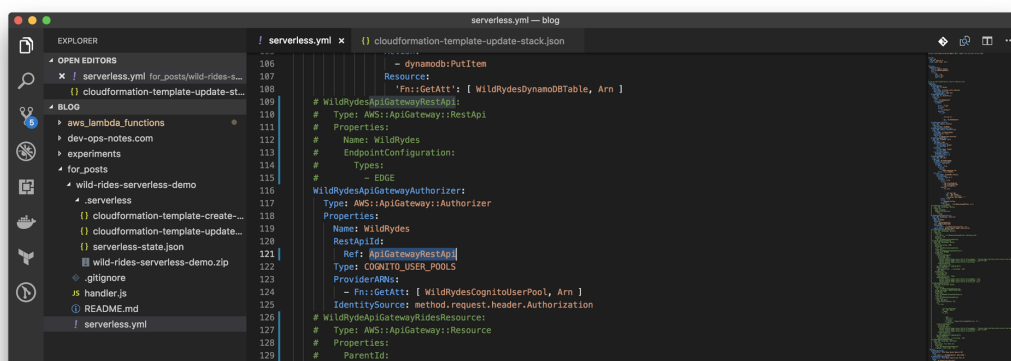 serverless.yml — blog
EXPLORER
OPEN EDITORS
× ! serverless.yml for_posts/wild-rides-s...
{} cloudformation-template-update-st...
BLOG
aws_lambda_functions
dev-ops-notes.com
experiments
for_posts
wild-rides-serverless-demo
.serverless
{} cloudformation-template-create-...
{} cloudformation-template-update...
{} serverless-state.json
wild-rides-serverless-demo.zip
.gitignore
JS handler.js
README.md
! serverless.yml
5
! serverless.yml ×
{} cloudformation-template-update-stack.json
106 - dynamodb:PutItem
107 Resource:
108 'Fn::GetAtt': [ WildRydesDynamoDBTable, Arn ]
109 # WildRydesApiGatewayRestApi:
110 # Type: AWS::ApiGateway::RestApi
111 # Properties:
112 # Name: WildRydes
113 # EndpointConfiguration:
114 # Types:
115 # - EDGE
116 WildRydesApiGatewayAuthorizer:
117 Type: AWS::ApiGateway::Authorizer
118 Properties:
119 Name: WildRydes
120 RestApiId:
121 Ref: ApiGatewayRestApi
122 Type: COGNITO_USER_POOLS
123 ProviderARNs:
124 - Fn::GetAtt: [ WildRydesCognitoUserPool, Arn ]
125 IdentitySource: method.request.header.Authorization
126 # WildRydeApiGatewayRidesResource:
127 # Type: AWS::ApiGateway::Resource
128 # Properties:
129 # ParentId: